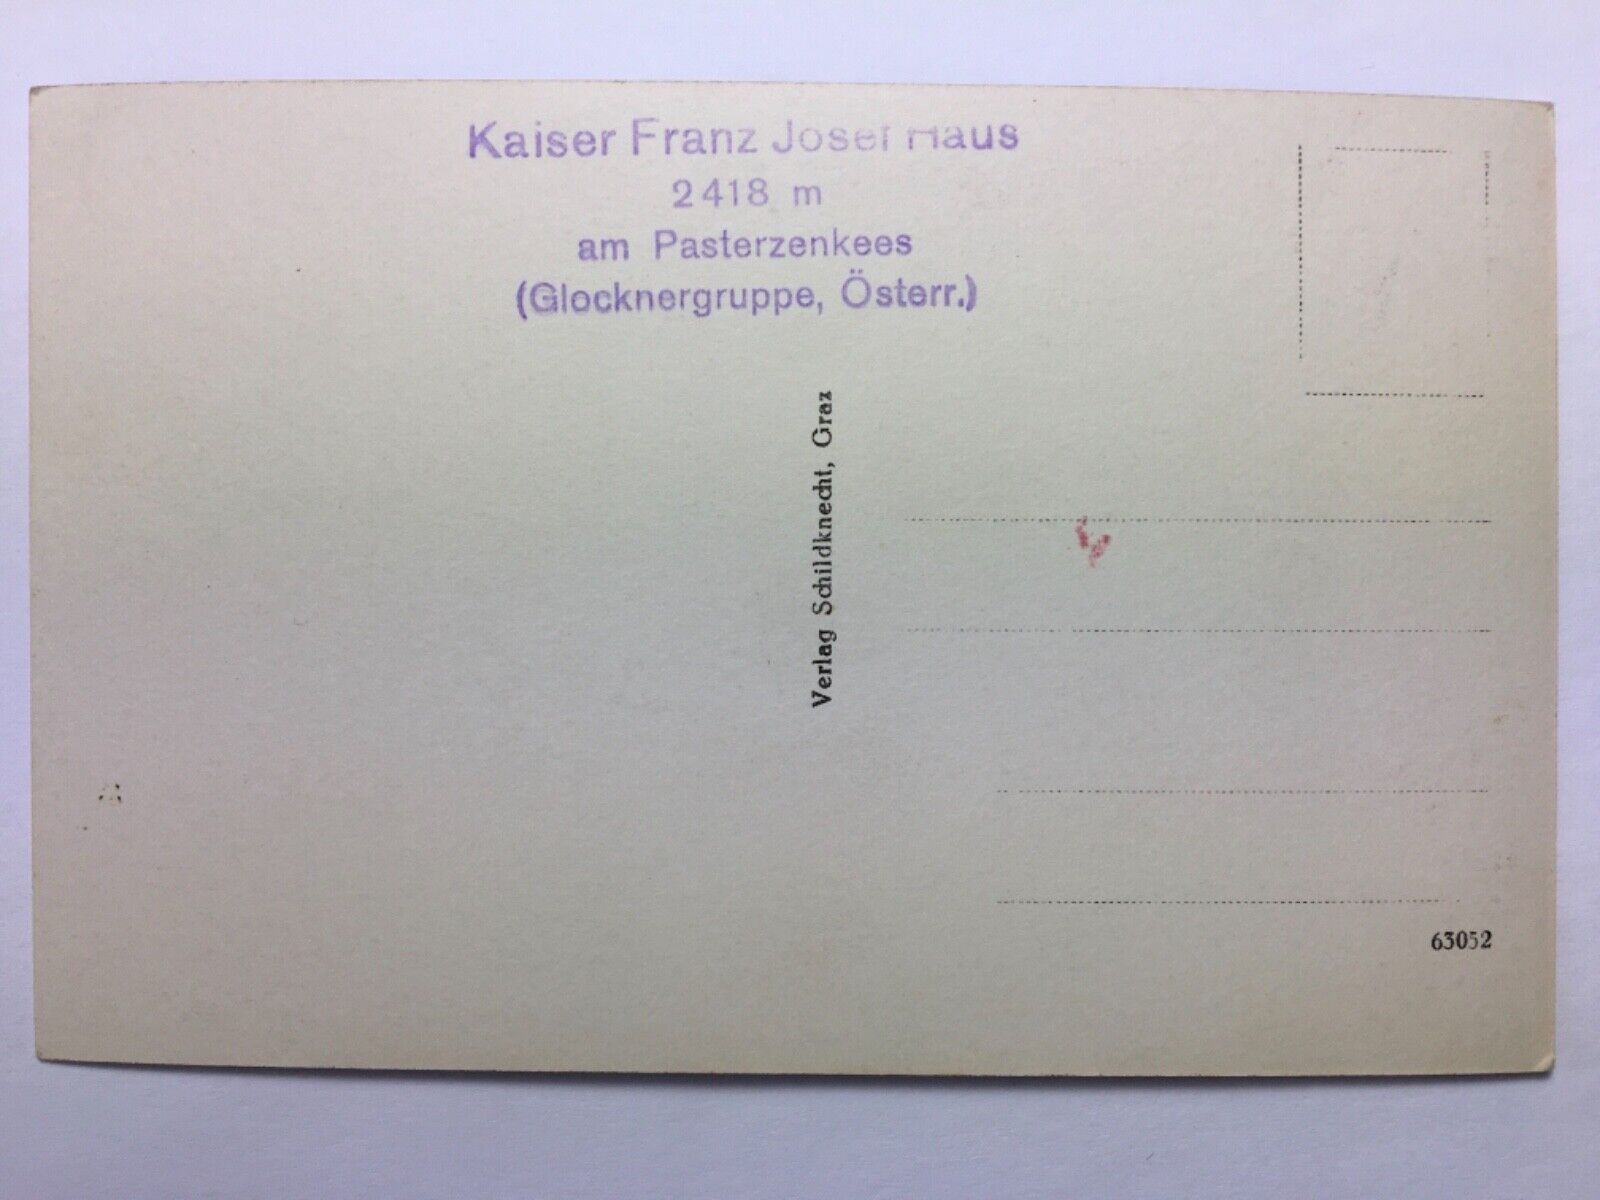 Kaiser Franz Josef Haus
2418 m
am Pasterzenkees
(Glocknergruppe, Österr.)
Verlag Schildknecht, Graz
63052